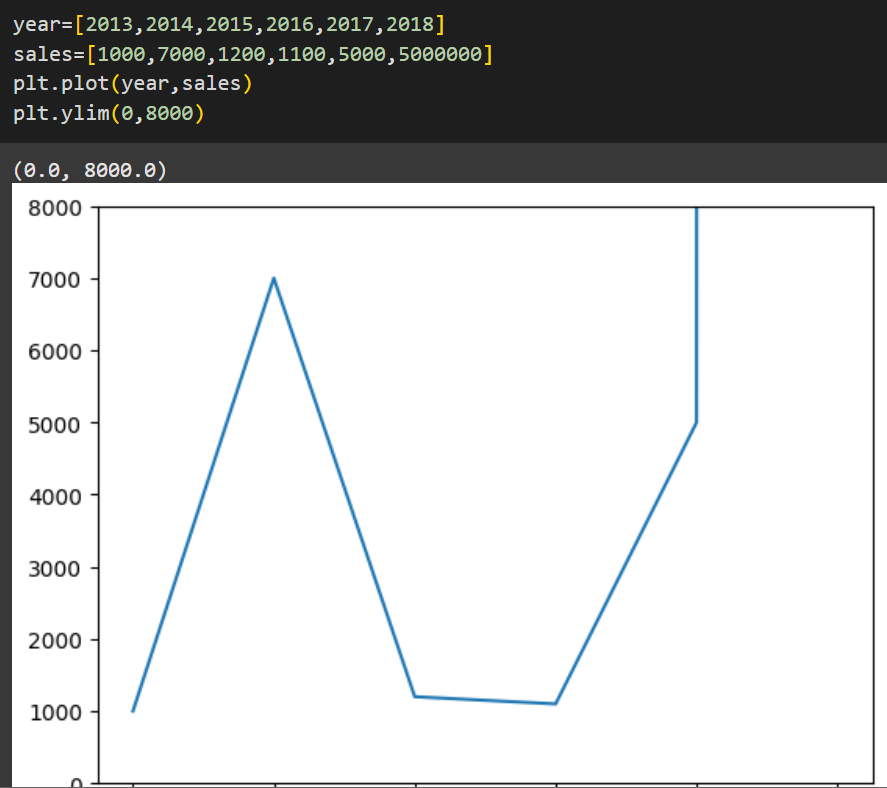 year=[2013,2014,2015,2016,2017,2018]
sales=[1000,7000,1200,1100,5000,5000000]
plt.plot(year,sales)
plt.ylim(0,8000)
(0.0, 8000.0)
8000
7000
6000
5000
4000
3000
2000
1000
0